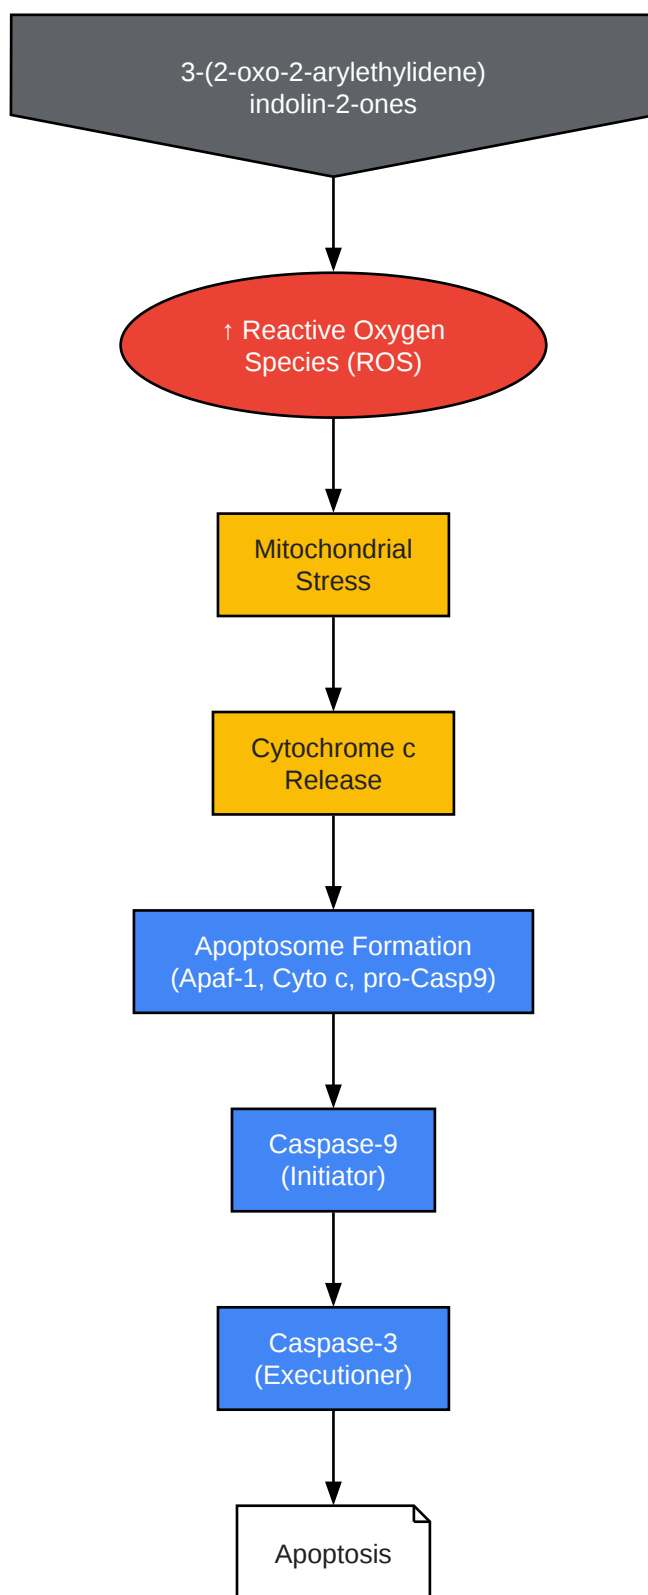 3-(2-oxo-2-arylethylidene)
indolin-2-ones
↑ Reactive Oxygen
Species (ROS)
Mitochondrial
Stress
Cytochrome c
Release
Apoptosome Formation
(Apaf-1, Cyto c, pro-Casp9)
Caspase-9
(Initiator)
Caspase-3
(Executioner)
Apoptosis